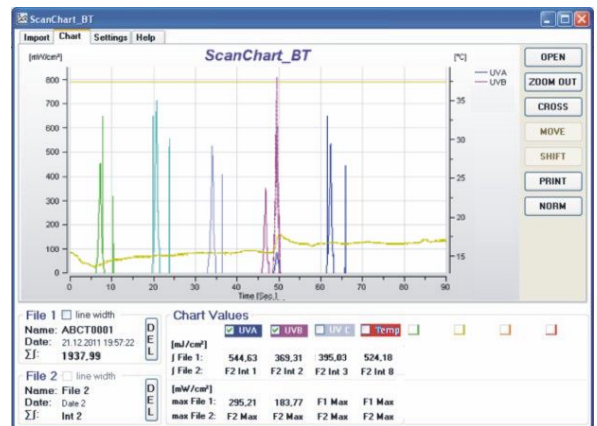 ScanChart_BT
Import Chart Settings Help
ScanChart_BT
[mW/cm²]
[°C]
800
700
600
500
400
300
200
100
0
35
30
25
20
15
0 10 20 30 40 50 60 70 80 90
Time [Sec.]
UVA
UVB
OPEN
ZOOM OUT
CROSS
MOVE
SHIFT
PRINT
NORM
File 1 line width
Name: ABCT0001
Date: 21.12.2011 19:57:22
∑∫: 1937,99
DEL
File 2 line width
Name: File 2
Date: Date 2
∑∫: Int 2
DEL
Chart Values
UVA UVB UV C Temp
[mJ/cm²]
∫ File 1: 544,63 369,31 395,03 524,18
∫ File 2: F2 Int 1 F2 Int 2 F2 Int 3 F2 Int 8
[mW/cm²]
max File 1: 295,21 183,77 F1 Max F1 Max
max File 2: F2 Max F2 Max F2 Max F2 Max